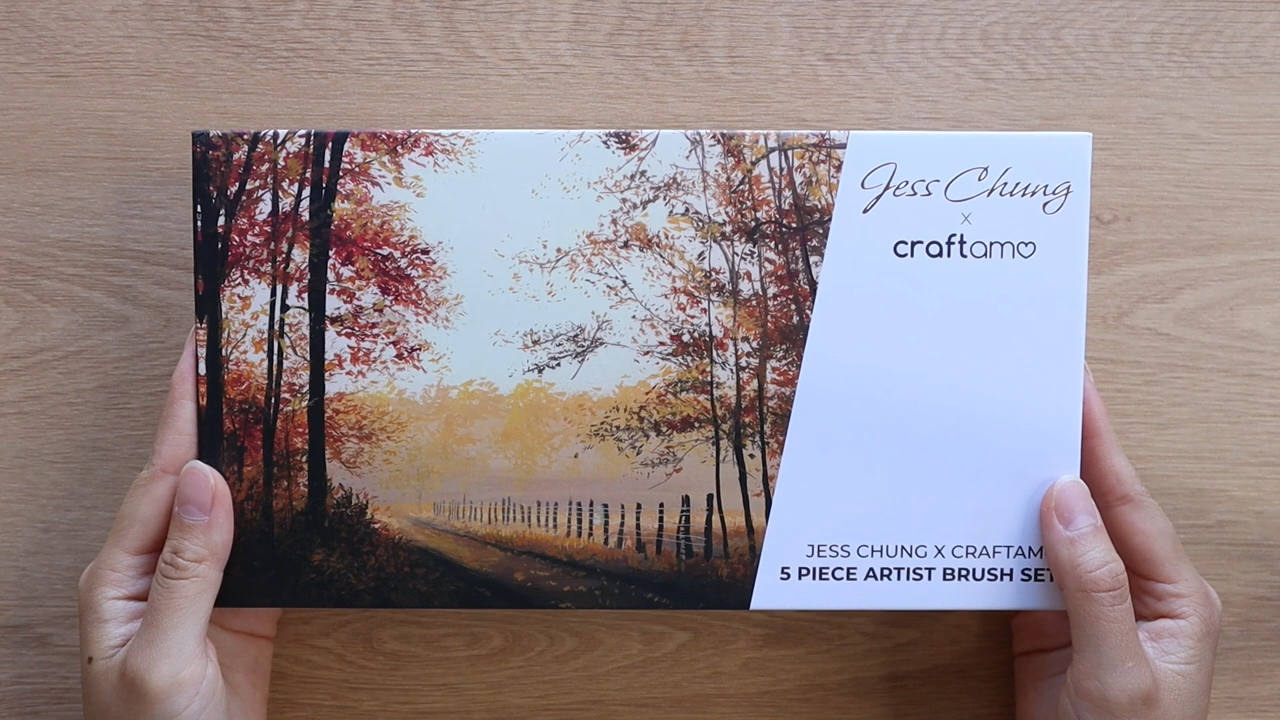 Jess Chung
X
craftamo
JESS CHUNG X CRAFTAM
5 PIECE ARTIST BRUSH SET